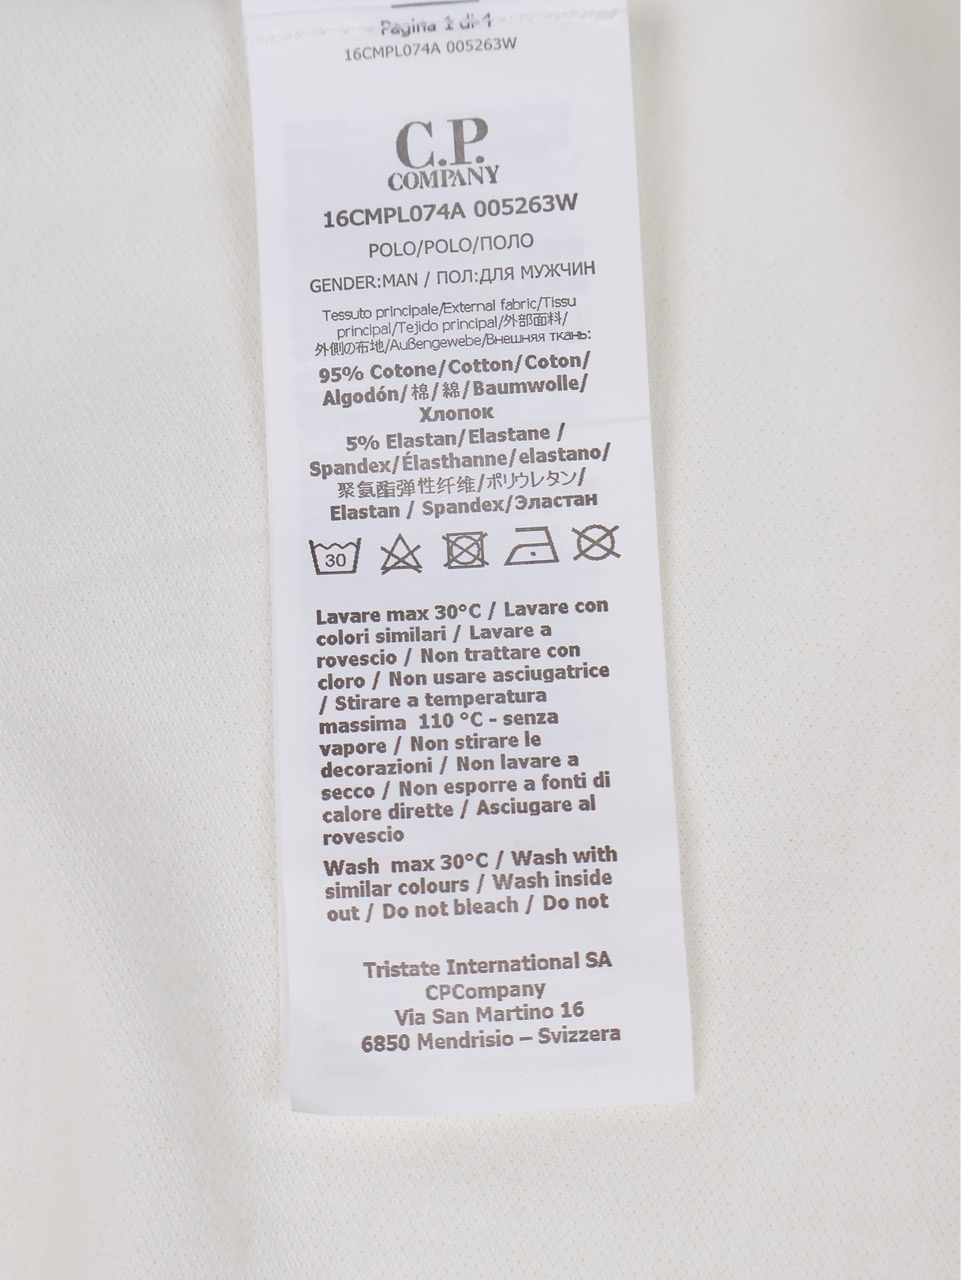 Pagina 1 di 4
16CMPL074A 005263W
C.P.
COMPANY
16CMPL074A 005263W
POLO/POLO/ПОЛО
GENDER:MAN / ПОЛ:ДЛЯ МУЖЧИН
Tessuto principale/External fabric/Tissu
principal/Tejido principal/外部面料/
外側の布地/Außengewebe/Внешняя ткань:
95% Cotone/Cotton/Coton/
Algodón/棉/綿/Baumwolle/
Хлопок
5% Elastan/Elastane /
Spandex/Élasthanne/elastano/
聚氨酯弹性纤维/ポリウレタン/
Elastan / Spandex/Эластан
30
Lavare max 30°C / Lavare con
colori similari / Lavare a
rovescio / Non trattare con
cloro / Non usare asciugatrice
/ Stirare a temperatura
massima 110 °C - senza
vapore / Non stirare le
decorazioni / Non lavare a
secco / Non esporre a fonti di
calore dirette / Asciugare al
rovescio
Wash max 30°C / Wash with
similar colours / Wash inside
out / Do not bleach / Do not
Tristate International SA
CPCompany
Via San Martino 16
6850 Mendrisio – Svizzera